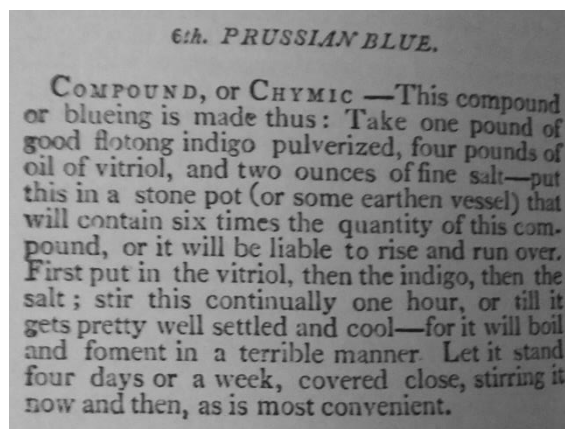 6th. PRUSSIAN BLUE.
COMPOUND, or CHYMIC —This compound
or blueing is made thus: Take one pound of
good flotong indigo pulverized, four pounds of
oil of vitriol, and two ounces of fine salt—put
this in a stone pot (or some earthen vessel) that
will contain six times the quantity of this com-
pound, or it will be liable to rise and run over.
First put in the vitriol, then the indigo, then the
salt; stir this continually one hour, or till it
gets pretty well settled and cool—for it will boil
and foment in a terrible manner. Let it stand
four days or a week, covered close, stirring it
now and then, as is most convenient.